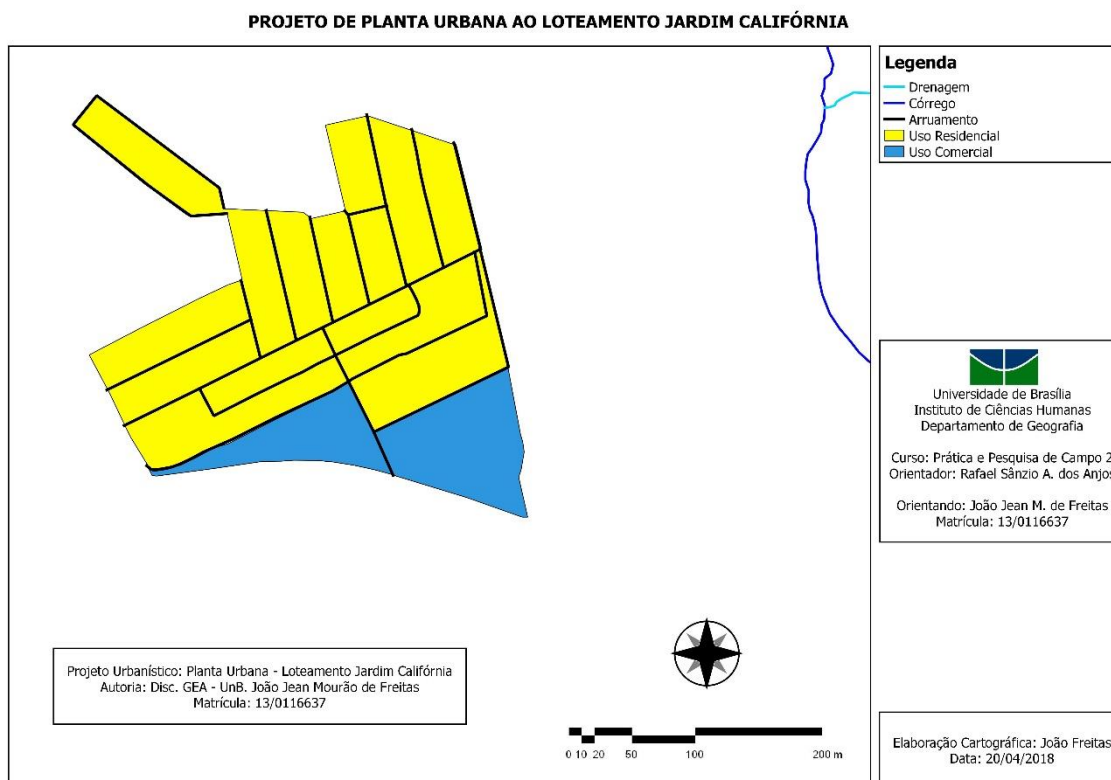 PROJETO DE PLANTA URBANA AO LOTEAMENTO JARDIM CALIFÓRNIA
Legenda
Drenagem
Córrego
Arruamento
Uso Residencial
Uso Comercial
Universidade de Brasília
Instituto de Ciências Humanas
Departamento de Geografia
Curso: Prática e Pesquisa de Campo 2
Orientador: Rafael Sânzio A. dos Anjos
Orientando: João Jean M. de Freitas
Matrícula: 13/0116637
Projeto Urbanístico: Planta Urbana - Loteamento Jardim Califórnia
Autoria: Disc. GEA - UnB. João Jean Mourão de Freitas
Matrícula: 13/0116637
0 10 20 50 100 200 m
Elaboração Cartográfica: João Freitas
Data: 20/04/2018